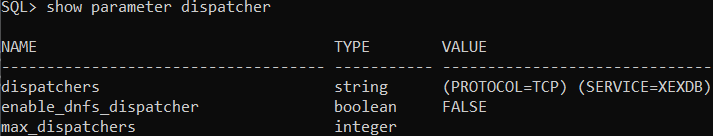 SQL> show parameter dispatcher
NAME                                 TYPE        VALUE
------------------------------------ ----------- ------------------------------
dispatchers                          string      (PROTOCOL=TCP) (SERVICE=XEXDB)
enable_dnfs_dispatcher               boolean     FALSE
max_dispatchers                      integer